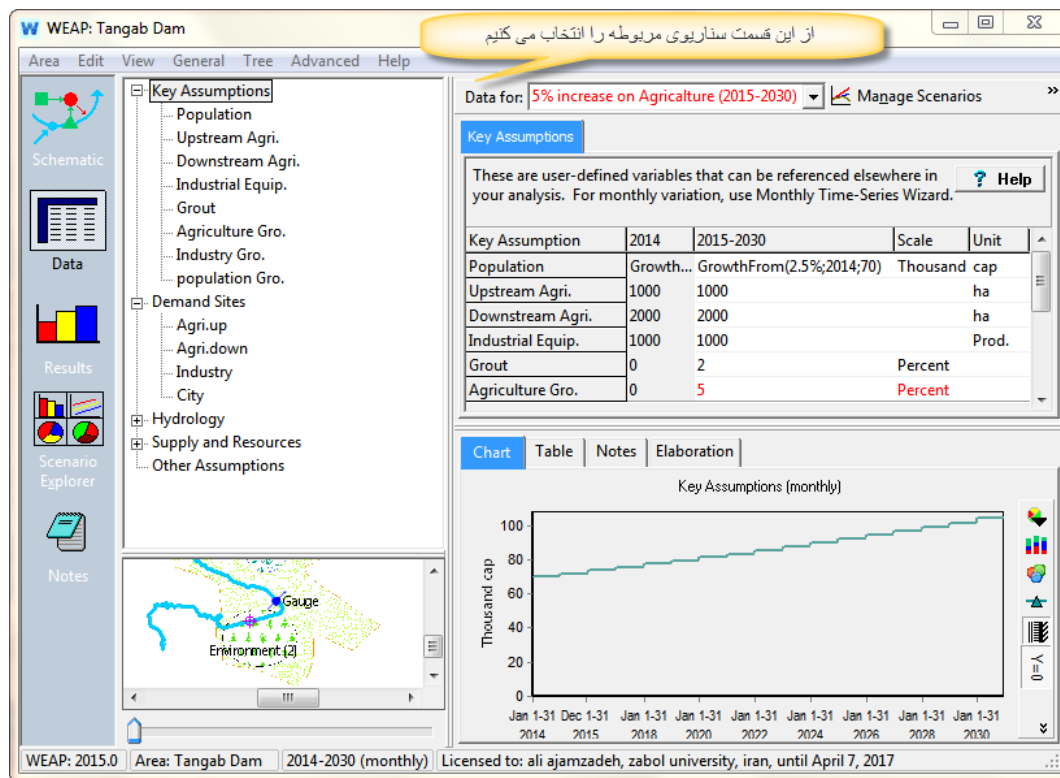 WEAP: Tangab Dam
از این قسمت سناریوی مربوطه را انتخاب می کنیم
Area Edit View General Tree Advanced Help
Schematic
Data
Results
Scenario
Explorer
Notes
Key Assumptions
Population
Upstream Agri.
Downstream Agri.
Industrial Equip.
Grout
Agriculture Gro.
Industry Gro.
population Gro.
Demand Sites
Agri.up
Agri.down
Industry
City
Hydrology
Supply and Resources
Other Assumptions
Gauge
Environment (2)
Data for: 5% increase on Agricalture (2015-2030) Manage Scenarios »
Key Assumptions
These are user-defined variables that can be referenced elsewhere in
your analysis. For monthly variation, use Monthly Time-Series Wizard.
? Help
Key Assumption 2014 2015-2030 Scale Unit
Population Growth... GrowthFrom(2.5%;2014;70) Thousand cap
Upstream Agri. 1000 1000 ha
Downstream Agri. 2000 2000 ha
Industrial Equip. 1000 1000 Prod.
Grout 0 2 Percent
Agriculture Gro. 0 5 Percent
Chart Table Notes Elaboration
Key Assumptions (monthly)
Thousand cap
100
80
60
40
20
0
Jan 1-31 Dec 1-31 Jan 1-31 Jan 1-31 Jan 1-31 Jan 1-31 Jan 1-31 Jan 1-31 Jan 1-31
2014 2015 2018 2020 2022 2024 2026 2028 2030
Y=0
WEAP: 2015.0 Area: Tangab Dam 2014-2030 (monthly) Licensed to: ali ajamzadeh, zabol university, iran, until April 7, 2017